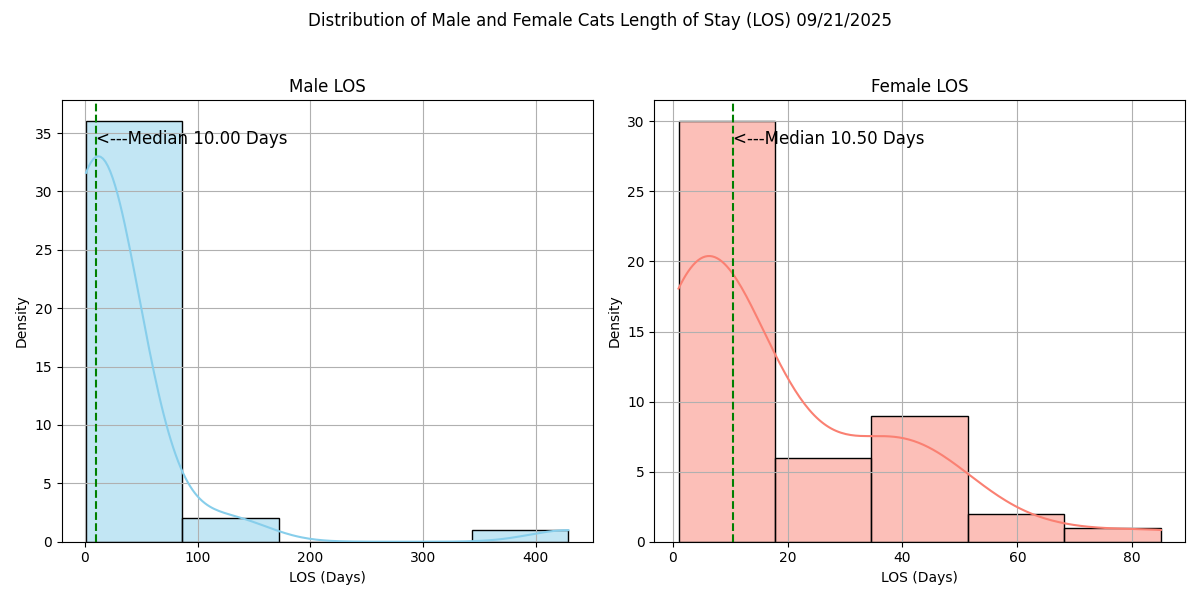 Distribution of Male and Female Cats Length of Stay (LOS) 09/21/2025
Male LOS
Density
35
30
25
20
15
10
5
0
<---Median 10.00 Days
0 100 200 300 400
LOS (Days)
Female LOS
Density
30
25
20
15
10
5
0
<---Median 10.50 Days
0 20 40 60 80
LOS (Days)